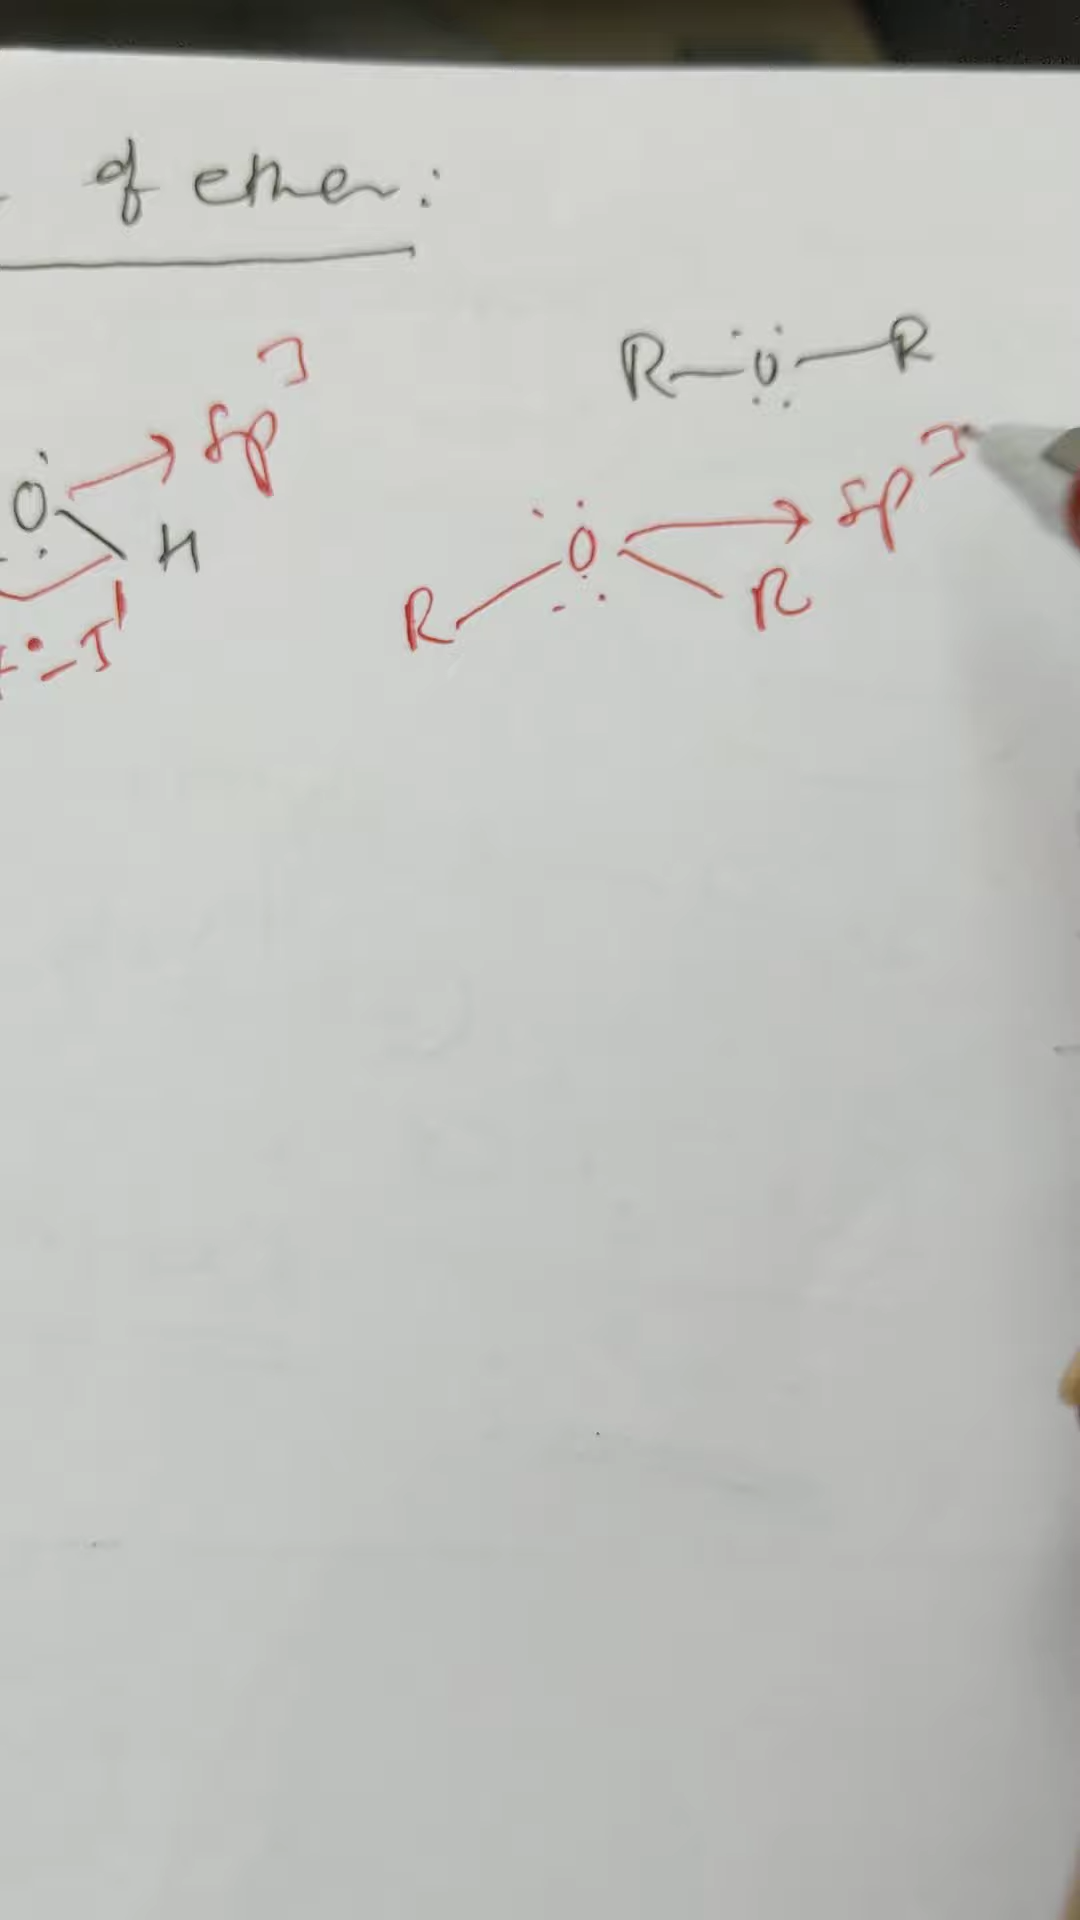 of ether:
R-O-R
O → sp3
H
R-O-R → sp3